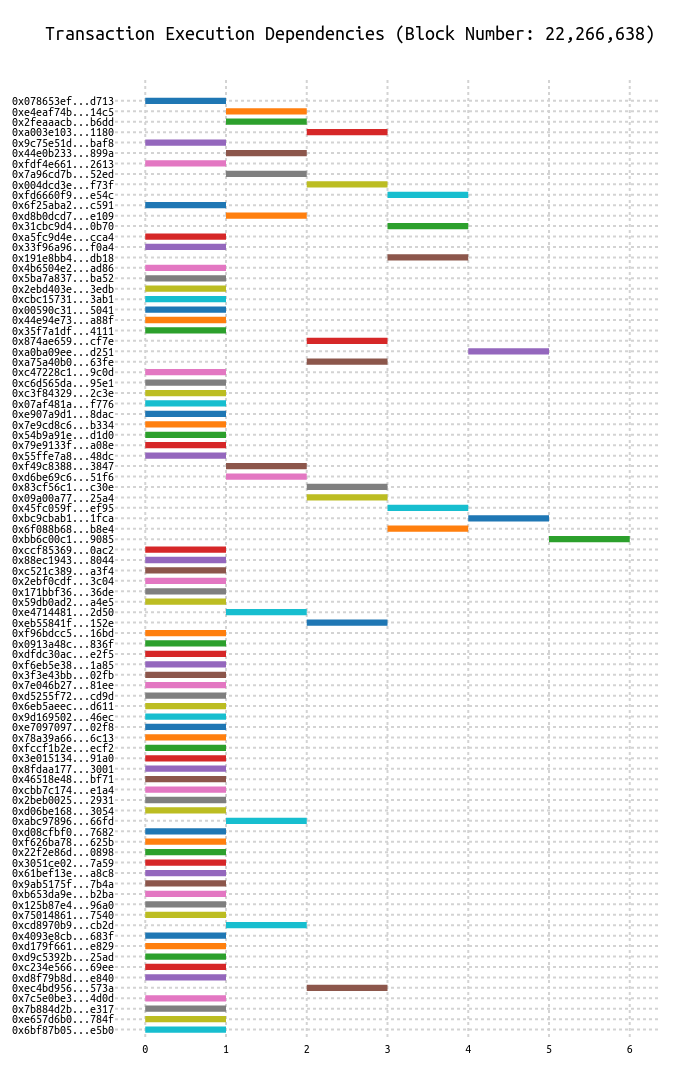 Transaction Execution Dependencies (Block Number: 22,266,638)
0x078653ef...d713
0xe4eaf74b...14c5
0x2feaaacb...b6dd
0xa003e103...1180
0x9c75e51d...baf8
0x44e0b233...899a
0xfdf4e661...2613
0x7a96cd7b...52ed
0x004dcd3e...f73f
0xfd6660f9...e54c
0x6f25aba2...c591
0xd8b0dcd7...e109
0x31cbc9d4...0b70
0xa5fc9d4e...cca4
0x33f96a96...f0a4
0x191e8bb4...db18
0x4b6504e2...ad86
0x5ba7a837...ba52
0x2ebd403e...3edb
0xcbc15731...3ab1
0x00590c31...5041
0x44e94e73...a88f
0x35f7a1df...4111
0x874ae659...cf7e
0xa0ba09ee...d251
0xa75a40b0...63fe
0xc47228c1...9c0d
0xc6d565da...95e1
0xc3f84329...2c3e
0x07af481a...f776
0xe907a9d1...8dac
0x7e9cd8c6...b334
0x54b9a91e...d1d0
0x79e9133f...a08e
0x55ffe7a8...48dc
0xf49c8388...3847
0xd6be69c6...51f6
0x83cf56c1...c30e
0x09a00a77...25a4
0x45fc059f...ef95
0xbc9cbab1...1fca
0x6f088b68...b8e4
0xbb6c00c1...9085
0xccf85369...0ac2
0x88ec1943...8044
0xc521c389...a3f4
0x2ebf0cdf...3c04
0x171bbf36...36de
0x59db0ad2...a4e5
0xe4714481...2d50
0xeb55841f...152e
0xf96bdcc5...16bd
0x0913a48c...836f
0xdfdc30ac...e2f5
0xf6eb5e38...1a85
0x3f3e43bb...02fb
0x7e046b27...81ee
0xd5255f72...cd9d
0x6eb5aeec...d611
0x9d169502...46ec
0xe7097097...02f8
0x78a39a66...6c13
0xfccf1b2e...ecf2
0x3e015134...91a0
0x8fdaa177...3001
0x46518e48...bf71
0xcbb7c174...e1a4
0x2beb0025...2931
0xd06be168...3054
0xabc97896...66fd
0xd08cfbf0...7682
0xf626ba78...625b
0x22f2e86d...0898
0x3051ce02...7a59
0x61bef13e...a8c8
0x9ab5175f...7b4a
0xb653da9e...b2ba
0x125b87e4...96a0
0x75014861...7540
0xcd8970b9...cb2d
0x4093e8cb...683f
0xd179f661...e829
0xd9c5392b...25ad
0xc234e566...69ee
0xd8f79b8d...e840
0xec4bd956...573a
0x7c5e0be3...4d0d
0x7b884d2b...e317
0xe657d6b0...784f
0x6bf87b05...e5b0
0 1 2 3 4 5 6